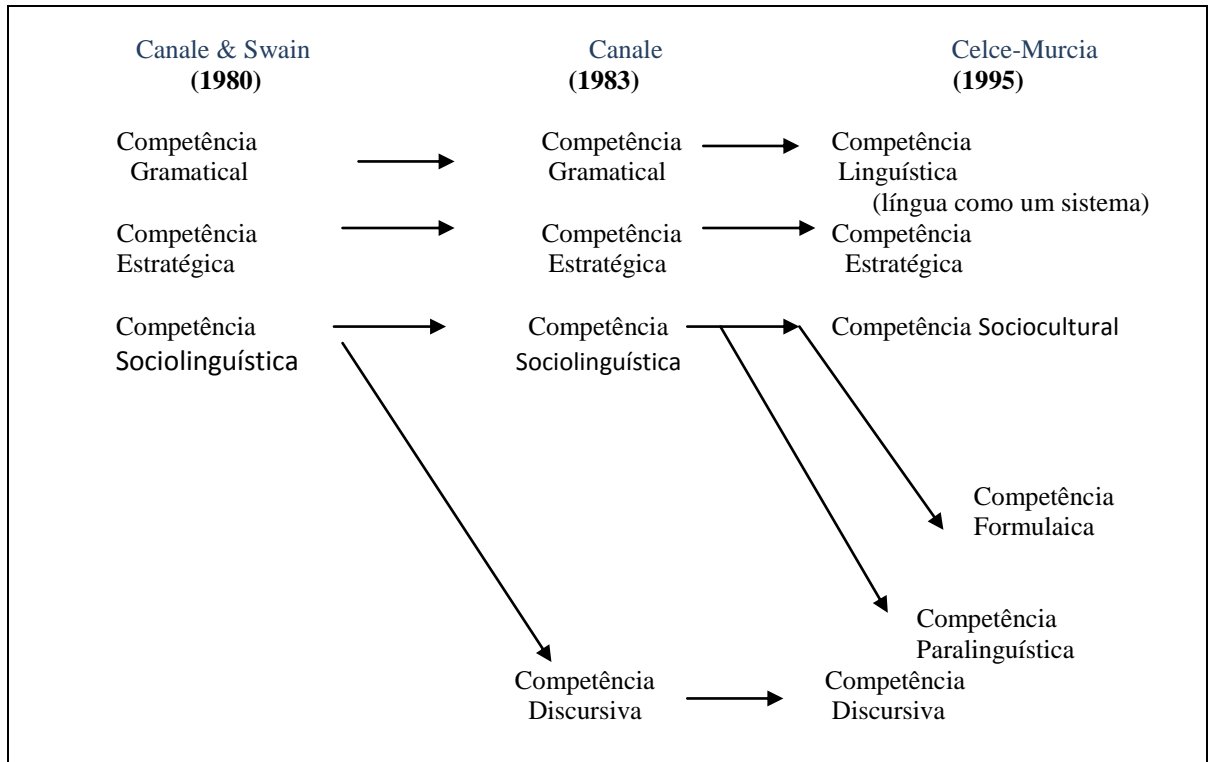 Canale & Swain
(1980)
Canale
(1983)
Celce-Murcia
(1995)
Competência
Gramatical
Competência
Gramatical
Competência
Linguística
(língua como um sistema)
Competência
Estratégica
Competência
Estratégica
Competência
Estratégica
Competência
Sociolinguística
Competência
Sociolinguística
Competência Sociocultural
Competência
Formulaica
Competência
Paralinguística
Competência
Discursiva
Competência
Discursiva